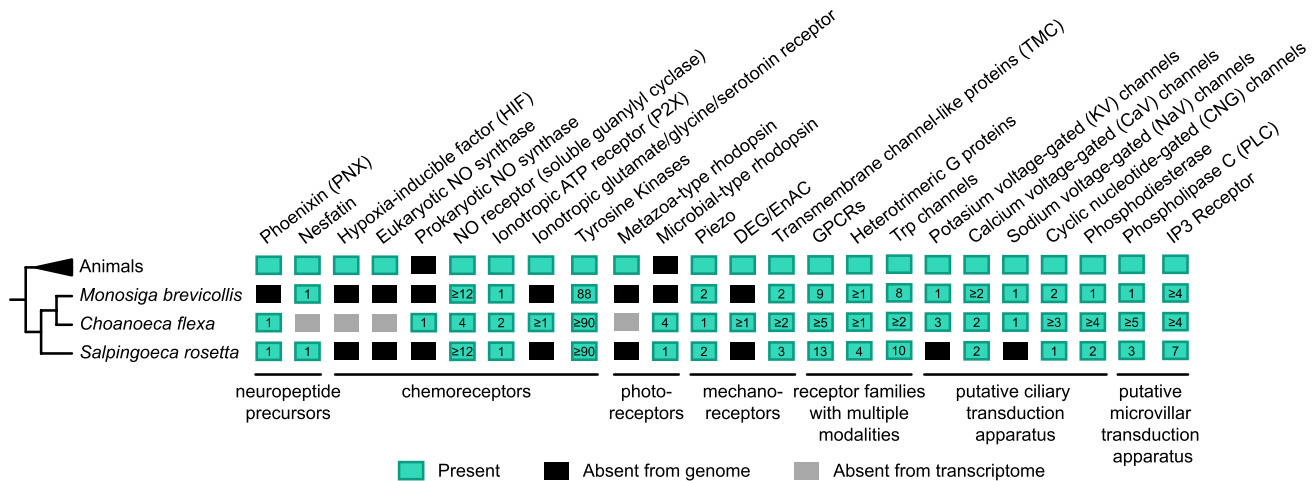 Phoenixin (PNX)
Nesfatin
Hypoxia-inducible factor (HIF)
Eukaryotic NO synthase
Prokaryotic NO synthase
NO receptor (soluble guanylyl cyclase)
Ionotropic ATP receptor (P2X)
Ionotropic glutamate/glycine/serotonin receptor
Tyrosine Kinases
Metazoa-type rhodopsin
Microbial-type rhodopsin
Piezo
DEG/EnAC
Transmembrane channel-like proteins (TMC)
GPCRs
Heterotrimeric G proteins
Trp channels
Potasium voltage-gated (KV) channels
Calcium voltage-gated (CaV) channels
Sodium voltage-gated (NaV) channels
Cyclic nucleotide-gated (CNG) channels
Phosphodiesterase
Phospholipase C (PLC)
IP3 Receptor
Animals
Monosiga brevicollis 1 ≥12 1 88 2 2 9 ≥1 8 1 ≥2 1 2 1 1 ≥4
Choanoeca flexa 1 1 4 2 ≥1 ≥90 4 1 ≥1 ≥2 ≥5 ≥1 ≥2 3 2 1 ≥3 ≥4 ≥5 ≥4
Salpingoeca rosetta 1 1 ≥12 1 ≥90 1 2 3 13 4 10 2 1 2 3 7
neuropeptide precursors
chemoreceptors
photo-
receptors
mechano-
receptors
receptor families
with multiple
modalities
putative ciliary
transduction
apparatus
putative
microvillar
transduction
apparatus
Present
Absent from genome
Absent from transcriptome